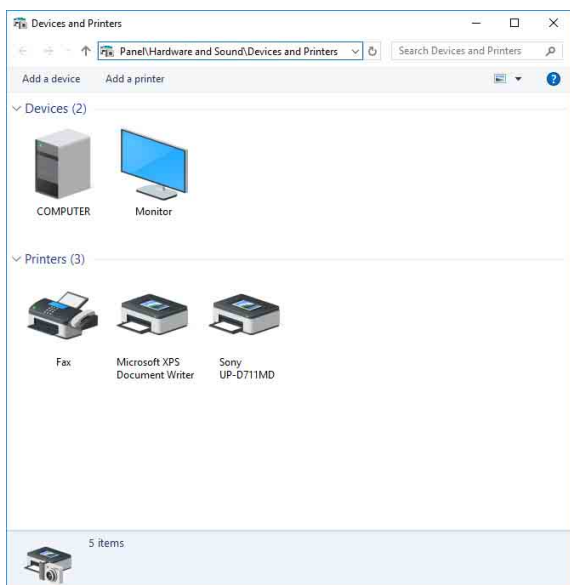 Devices and Printers
Panel\Hardware and Sound\Devices and Printers
Search Devices and Printers
Add a device Add a printer
Devices (2)
COMPUTER
Monitor
Printers (3)
Fax
Microsoft XPS
Document Writer
Sony
UP-D711MD
5 items